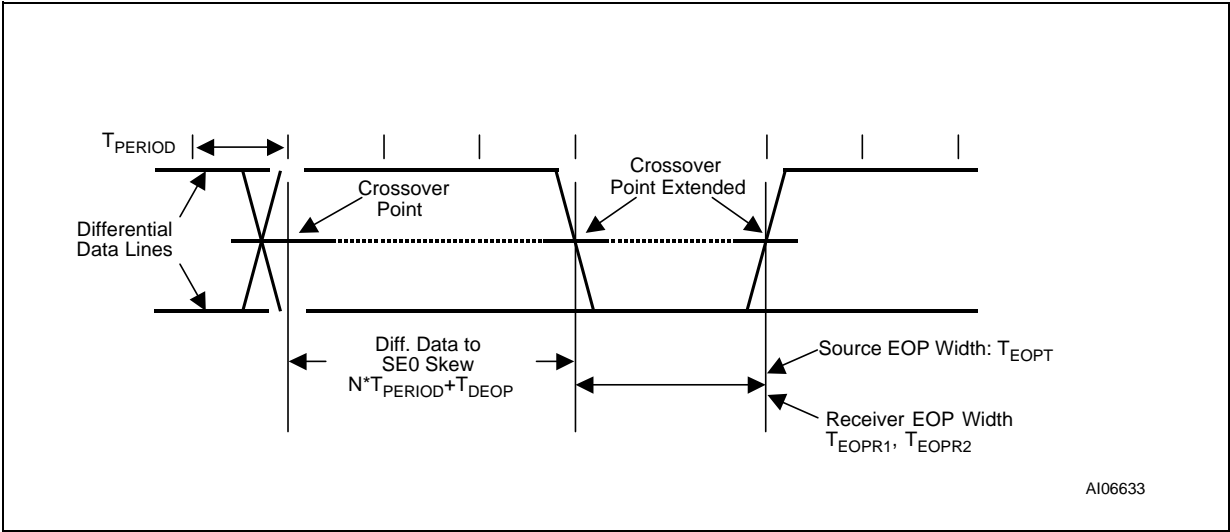 TPERIOD
Crossover
Point
Crossover
Point Extended
Differential
Data Lines
Diff. Data to
SE0 Skew
N*TPERIOD+TDEOP
Source EOP Width: TEOPT
Receiver EOP Width
TEOPR1, TEOPR2
AI06633